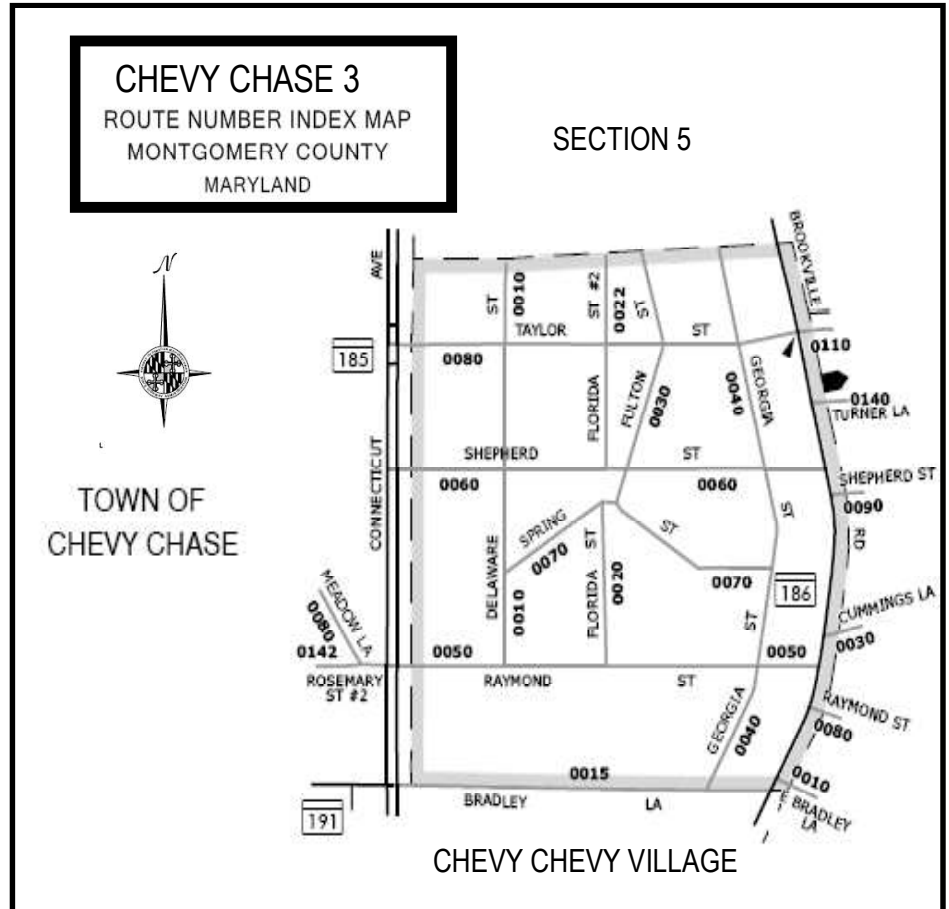 CHEVY CHASE 3
ROUTE NUMBER INDEX MAP
MONTGOMERY COUNTY
MARYLAND
SECTION 5
N
TOWN OF
CHEVY CHASE
AVE
ST
0010
ST #2
0022
ST
BROOKVILLE
TAYLOR
ST
185
0080
0110
FLORIDA
FULTON
0030
0040
GEORGIA
0140
TURNER LA
CONNECTICUT
SHEPHERD
ST
SHEPHERD ST
0060
0060
0090
SPRING
ST
ST
RD
0070
ST
0070
186
DELAWARE
0010
FLORIDA
0020
ST
MEADOW LA
0080
CUMMINGS LA
0030
0142
0050
0050
ROSEMARY
ST #2
RAYMOND
ST
RAYMOND ST
0080
GEORGIA
0040
0015
0010
191
BRADLEY
LA
E BRADLEY
LA
CHEVY CHEVY VILLAGE